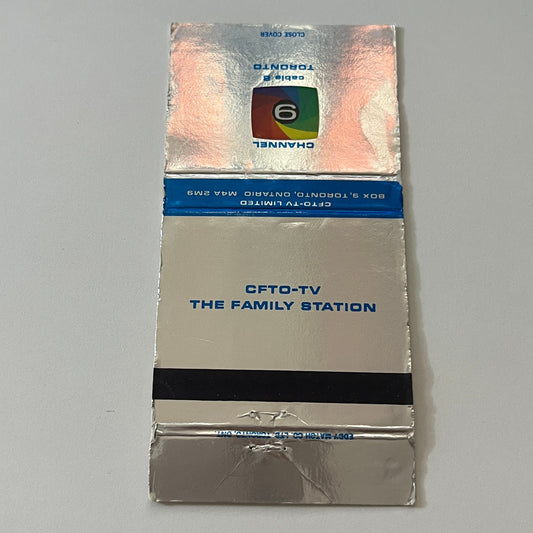 CLOSE COVER
CHANNEL
9
cable 8
TORONTO
CFTO-TV LIMITED
BOX 9, TORONTO, ONTARIO M4A 2M9
CFTO-TV
THE FAMILY STATION
EDDY MATCH CO. LTD. TORONTO, ONT.